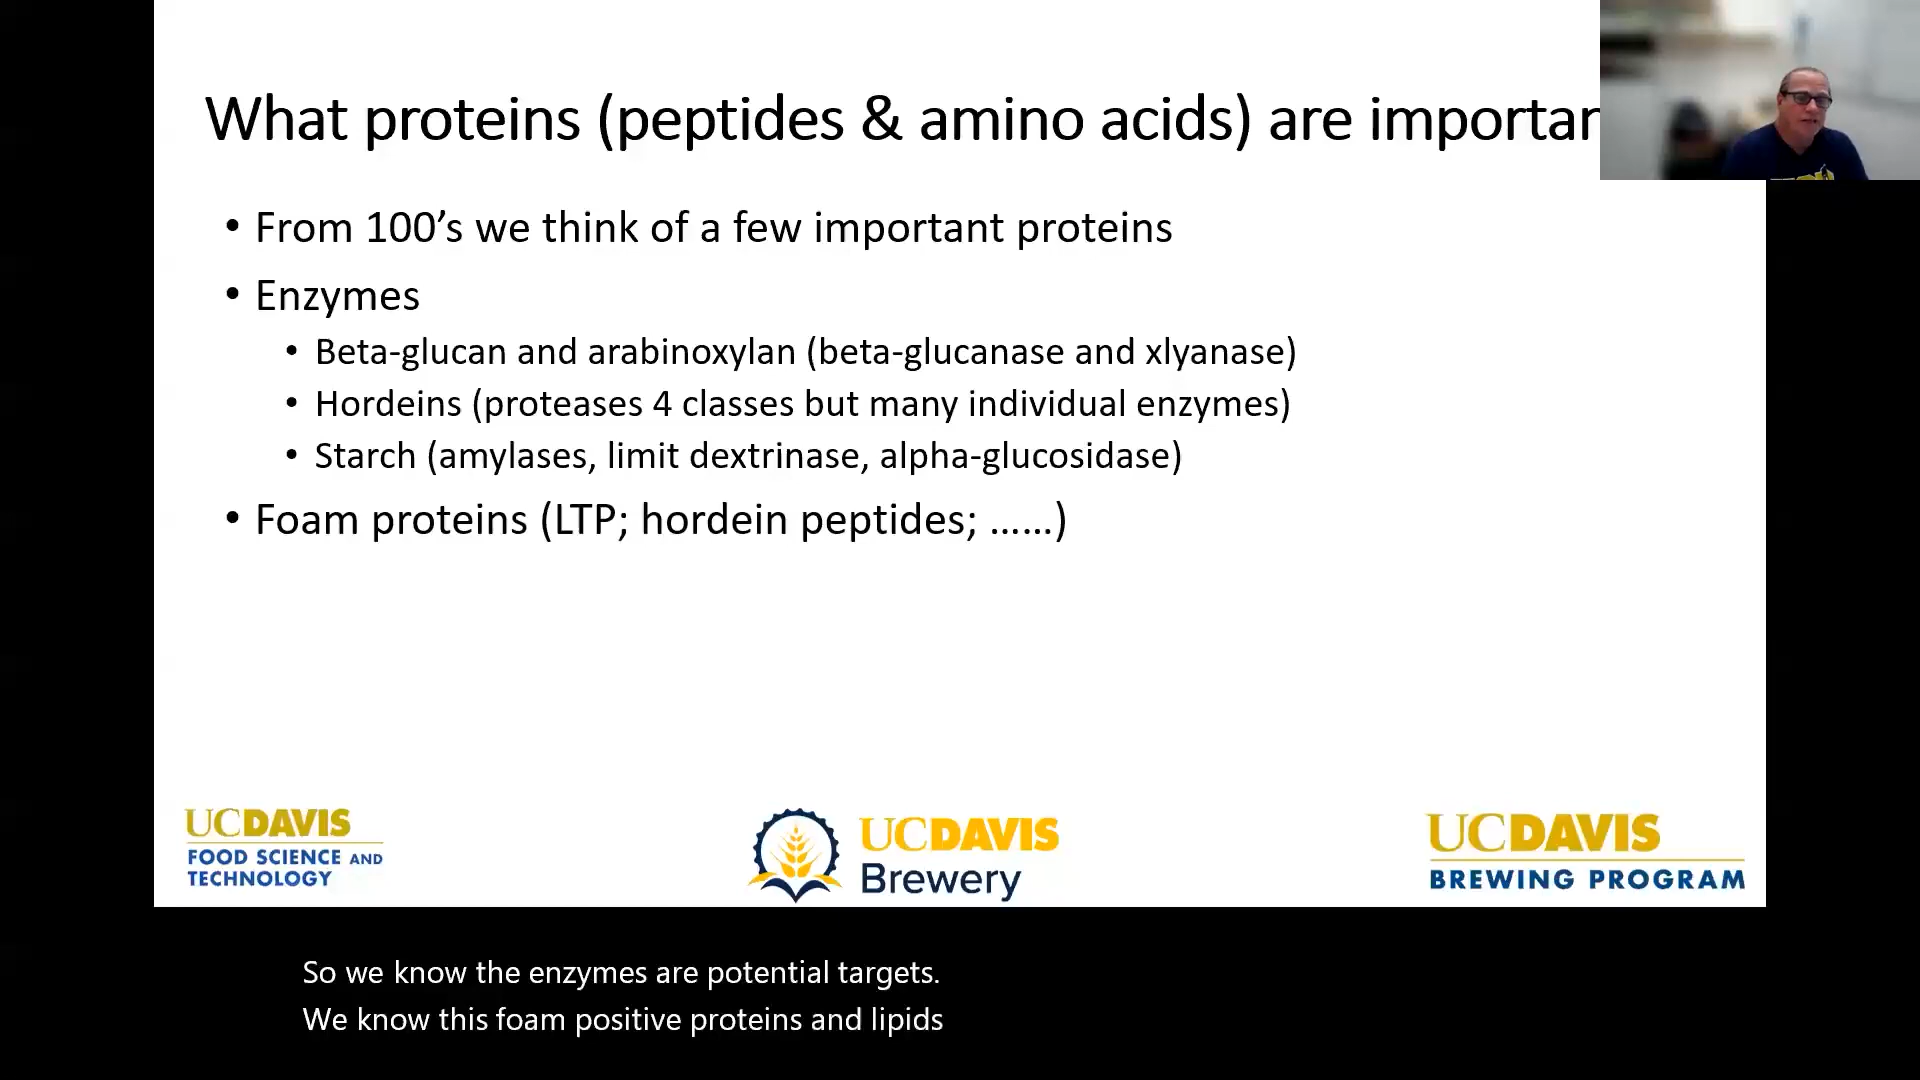 What proteins (peptides & amino acids) are importan
• From 100’s we think of a few important proteins
• Enzymes
• Beta-glucan and arabinoxylan (beta-glucanase and xlyanase)
• Hordeins (proteases 4 classes but many individual enzymes)
• Starch (amylases, limit dextrinase, alpha-glucosidase)
• Foam proteins (LTP; hordein peptides; ……)
UCDAVIS
FOOD SCIENCE AND
TECHNOLOGY
UCDAVIS
Brewery
UCDAVIS
BREWING PROGRAM
So we know the enzymes are potential targets.
We know this foam positive proteins and lipids